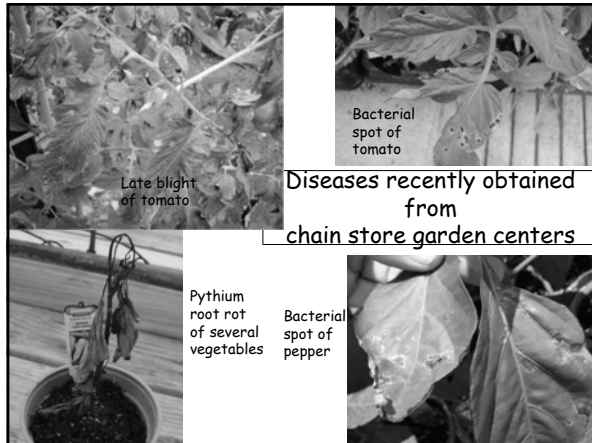 Late blight
of tomato
Bacterial
spot of
tomato
Diseases recently obtained
from
chain store garden centers
Pythium
root rot
of several
vegetables
Bacterial
spot of
pepper